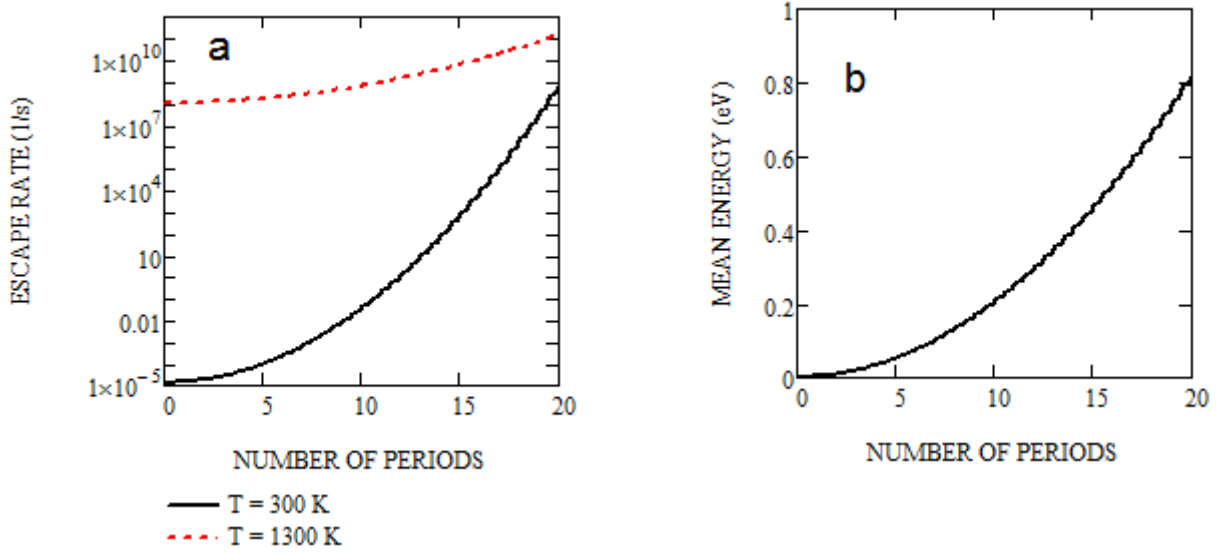 a
ESCAPE RATE (1/s)
1×10¹⁰
1×10⁷
1×10⁴
10
0.01
1×10⁻⁵
0 5 10 15 20
NUMBER OF PERIODS
T = 300 K
T = 1300 K
b
MEAN ENERGY (eV)
1
0.8
0.6
0.4
0.2
0
0 5 10 15 20
NUMBER OF PERIODS